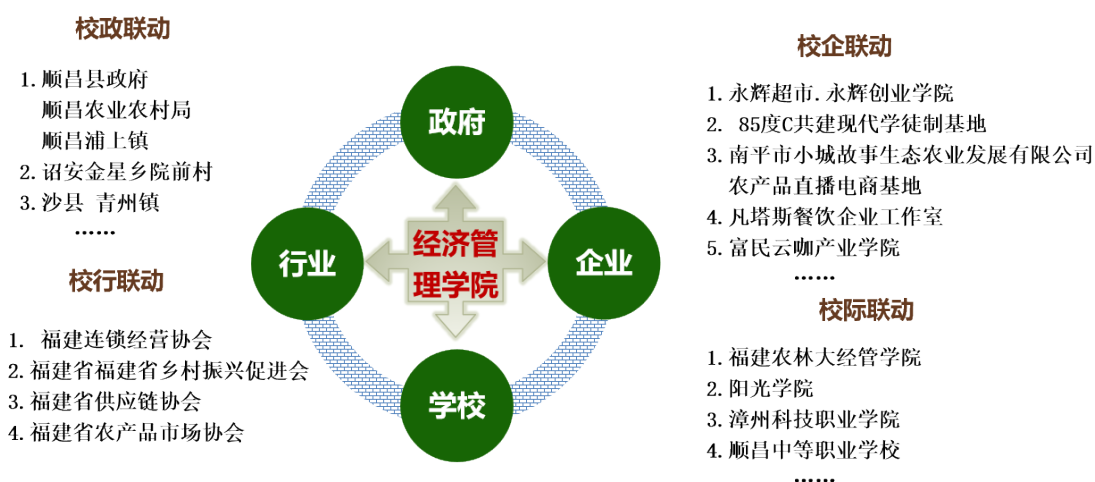 校政联动
1.顺昌县政府
顺昌农业农村局
顺昌浦上镇
2.诏安金星乡院前村
3.沙县 青州镇
……
校行联动
1. 福建连锁经营协会
2.福建省福建省乡村振兴促进会
3.福建省供应链协会
4.福建省农产品市场协会
政府
行业
经济管
理学院
企业
学校
校企联动
1.永辉超市.永辉创业学院
2. 85度C共建现代学徒制基地
3.南平市小城故事生态农业发展有限公司
农产品直播电商基地
4.凡塔斯餐饮企业工作室
5.富民云咖产业学院
……
校际联动
1.福建农林大经管学院
2.阳光学院
3.漳州科技职业学院
4.顺昌中等职业学校
……